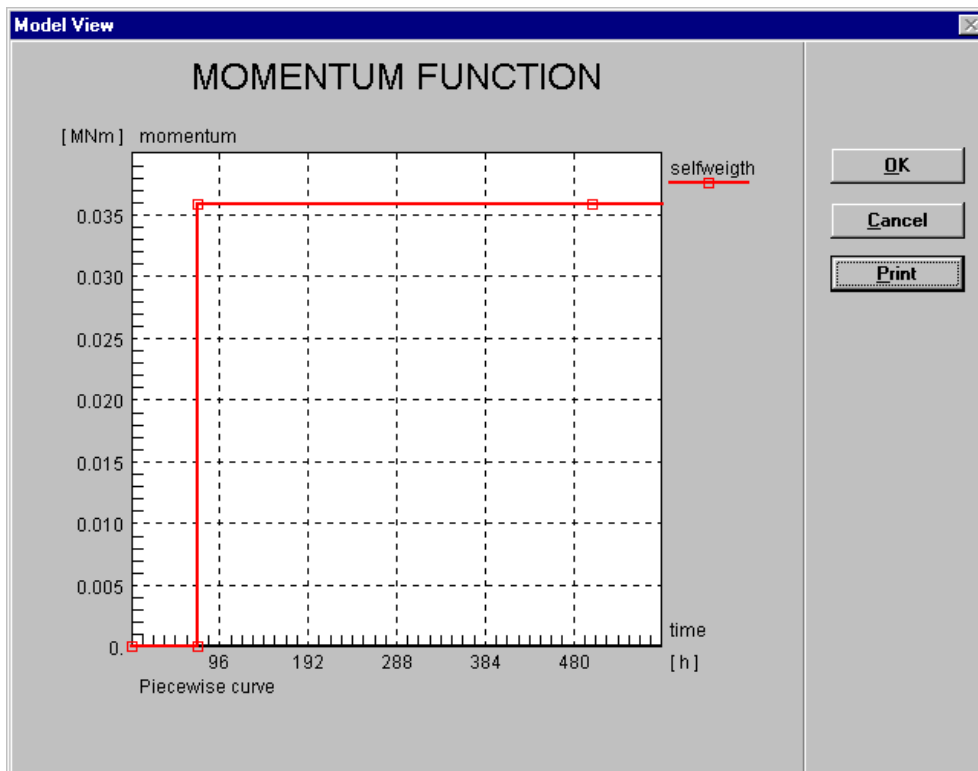 Model View
MOMENTUM FUNCTION
[ MNm ] momentum
selfweigth
0.035
0.030
0.025
0.020
0.015
0.010
0.005
0.
96 192 288 384 480
time
[ h ]
Piecewise curve
OK
Cancel
Print